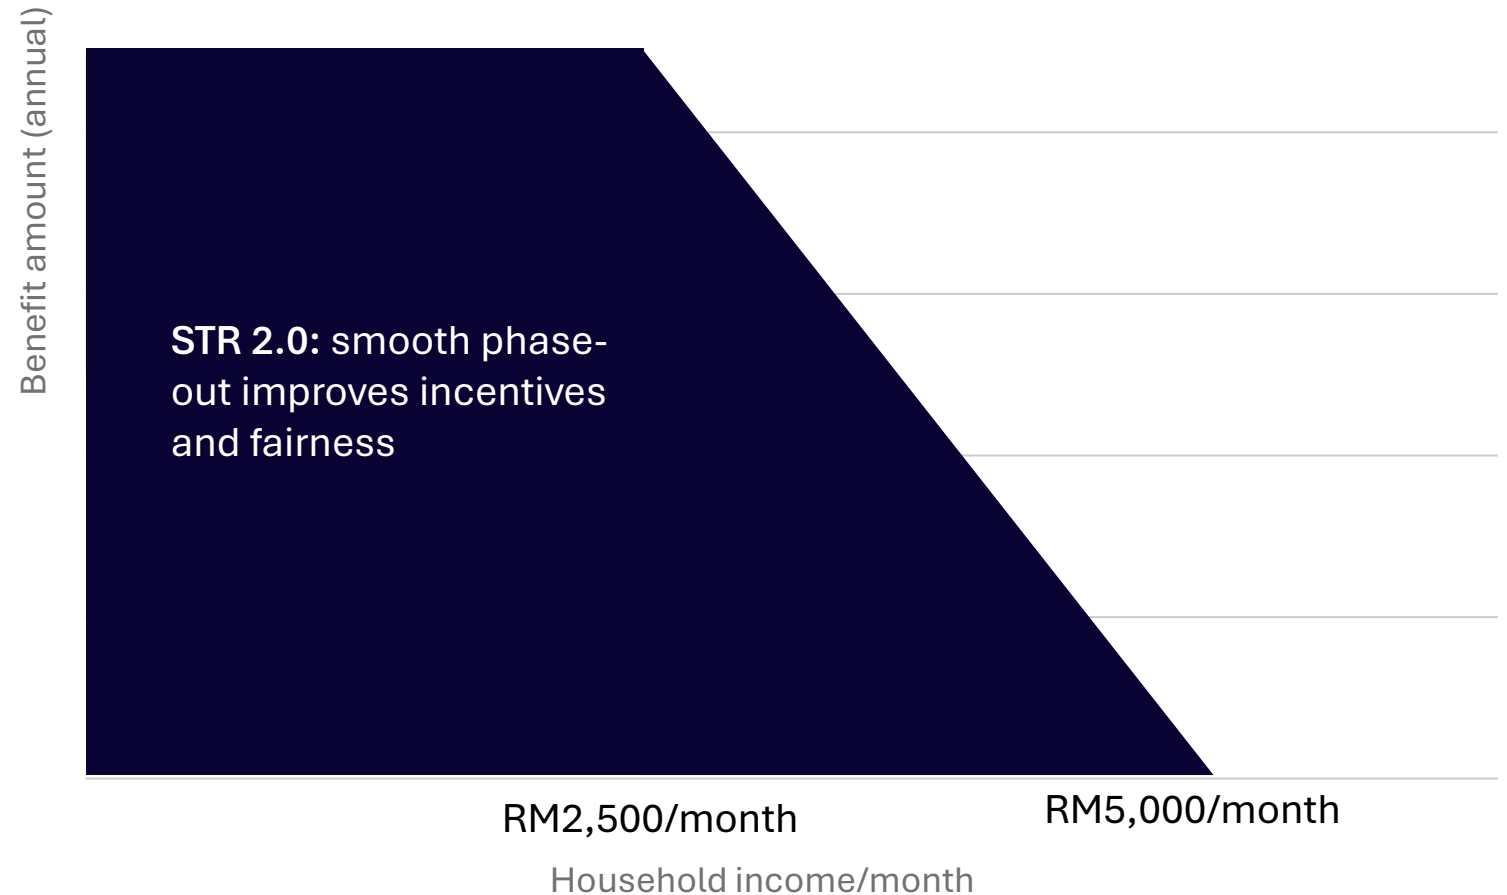 Benefit amount (annual)
STR 2.0: smooth phase-
out improves incentives
and fairness
RM2,500/month
RM5,000/month
Household income/month